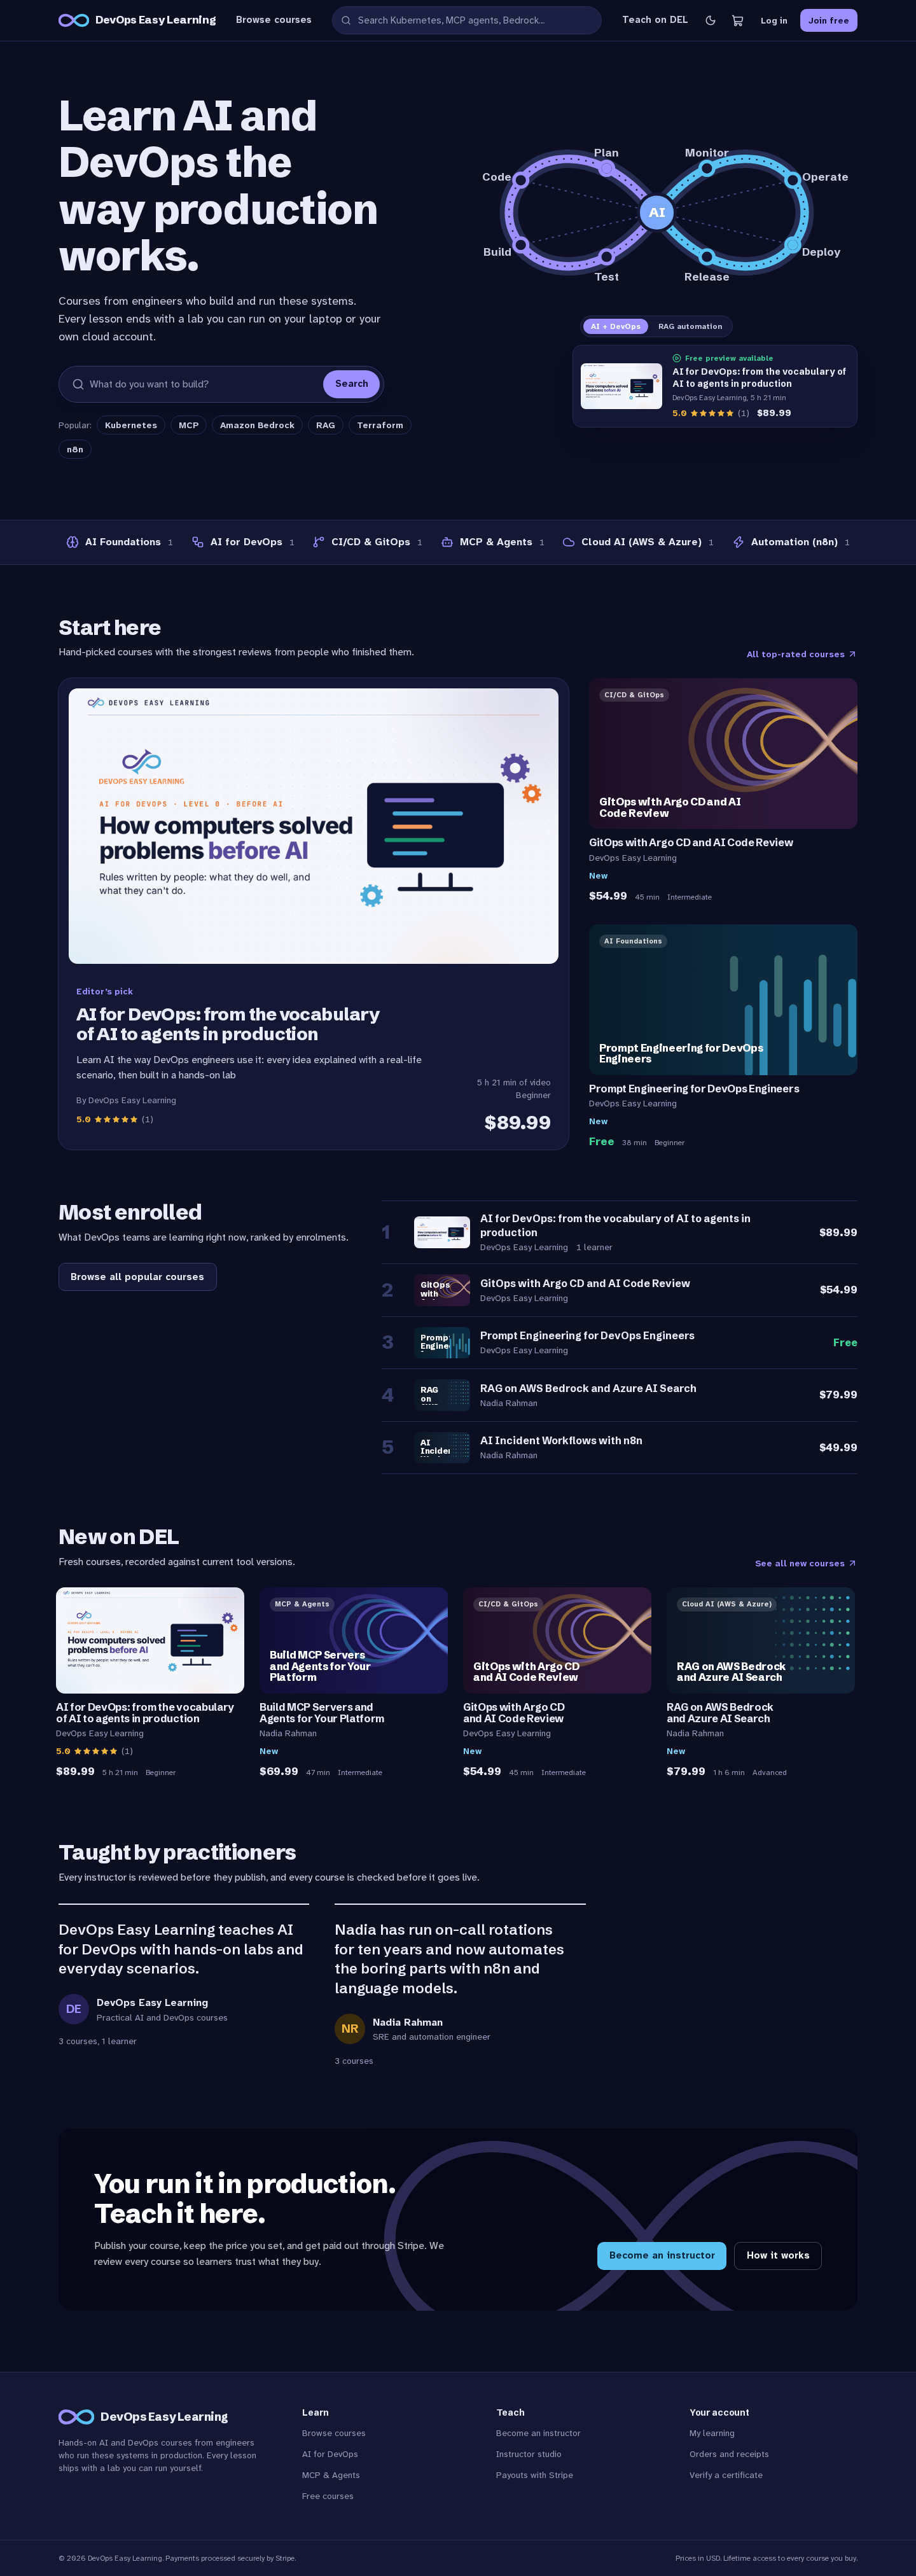 DevOps Easy Learning
Browse courses
Search Kubernetes, MCP agents, Bedrock...
Teach on DEL
Log in
Join free
Learn AI and
DevOps the
way production
works.
Courses from engineers who build and run these systems.
Every lesson ends with a lab you can run on your laptop or your
own cloud account.
What do you want to build?
Search
Popular: Kubernetes MCP Amazon Bedrock RAG Terraform
n8n
Plan
Monitor
Code
Operate
AI
Build
Deploy
Test
Release
AI + DevOps
RAG automation
Free preview available
AI for DevOps: from the vocabulary of
AI to agents in production
DevOps Easy Learning, 5 h 21 min
5.0 ★★★★★ (1) $89.99
AI Foundations 1
AI for DevOps 1
CI/CD & GitOps 1
MCP & Agents 1
Cloud AI (AWS & Azure) 1
Automation (n8n) 1
Start here
Hand-picked courses with the strongest reviews from people who finished them.
All top-rated courses
DEVOPS EASY LEARNING
DEVOPS EASY LEARNING
AI FOR DEVOPS · LEVEL 0 · BEFORE AI
How computers solved
problems before AI
Rules written by people: what they do well, and
what they can't do.
Editor's pick
AI for DevOps: from the vocabulary
of AI to agents in production
Learn AI the way DevOps engineers use it: every idea explained with a real-life
scenario, then built in a hands-on lab
By DevOps Easy Learning
5.0 ★★★★★ (1)
5 h 21 min of video
Beginner
$89.99
CI/CD & GitOps
GitOps with Argo CD and AI
Code Review
GitOps with Argo CD and AI Code Review
DevOps Easy Learning
New
$54.99 45 min Intermediate
AI Foundations
Prompt Engineering for DevOps
Engineers
Prompt Engineering for DevOps Engineers
DevOps Easy Learning
New
Free 38 min Beginner
Most enrolled
What DevOps teams are learning right now, ranked by enrolments.
Browse all popular courses
1
AI for DevOps: from the vocabulary of AI to agents in
production
DevOps Easy Learning 1 learner
$89.99
2
GitOps
with
GitOps with Argo CD and AI Code Review
DevOps Easy Learning
$54.99
3
Prompt Engineering for DevOps Engineers
DevOps Easy Learning
Free
4
RAG
on
RAG on AWS Bedrock and Azure AI Search
Nadia Rahman
$79.99
5
AI
AI Incident Workflows with n8n
Nadia Rahman
$49.99
New on DEL
Fresh courses, recorded against current tool versions.
See all new courses
DEVOPS EASY LEARNING
How computers solved
problems before AI
Rules written by people: what they do well, and
what they can't do.
AI for DevOps: from the vocabulary
of AI to agents in production
DevOps Easy Learning
5.0 ★★★★★ (1)
$89.99 5 h 21 min Beginner
MCP & Agents
Build MCP Servers
and Agents for Your
Platform
Build MCP Servers and
Agents for Your Platform
Nadia Rahman
New
$69.99 47 min Intermediate
CI/CD & GitOps
GitOps with Argo CD
and AI Code Review
GitOps with Argo CD
and AI Code Review
DevOps Easy Learning
New
$54.99 45 min Intermediate
Cloud AI (AWS & Azure)
RAG on AWS Bedrock
and Azure AI Search
RAG on AWS Bedrock
and Azure AI Search
Nadia Rahman
New
$79.99 1 h 6 min Advanced
Taught by practitioners
Every instructor is reviewed before they publish, and every course is checked before it goes live.
DevOps Easy Learning teaches AI
for DevOps with hands-on labs and
everyday scenarios.
DE
DevOps Easy Learning
Practical AI and DevOps courses
3 courses, 1 learner
Nadia has run on-call rotations
for ten years and now automates
the boring parts with n8n and
language models.
NR
Nadia Rahman
SRE and automation engineer
3 courses
You run it in production.
Teach it here.
Publish your course, keep the price you set, and get paid out through Stripe. We
review every course so learners trust what they buy.
Become an instructor
How it works
DevOps Easy Learning
Hands-on AI and DevOps courses from engineers
who run these systems in production. Every lesson
ships with a lab you can run yourself.
Learn
Browse courses
AI for DevOps
MCP & Agents
Free courses
Teach
Become an instructor
Instructor studio
Payouts with Stripe
Your account
My learning
Orders and receipts
Verify a certificate
© 2026 DevOps Easy Learning. Payments processed securely by Stripe.
Prices in USD. Lifetime access to every course you buy.